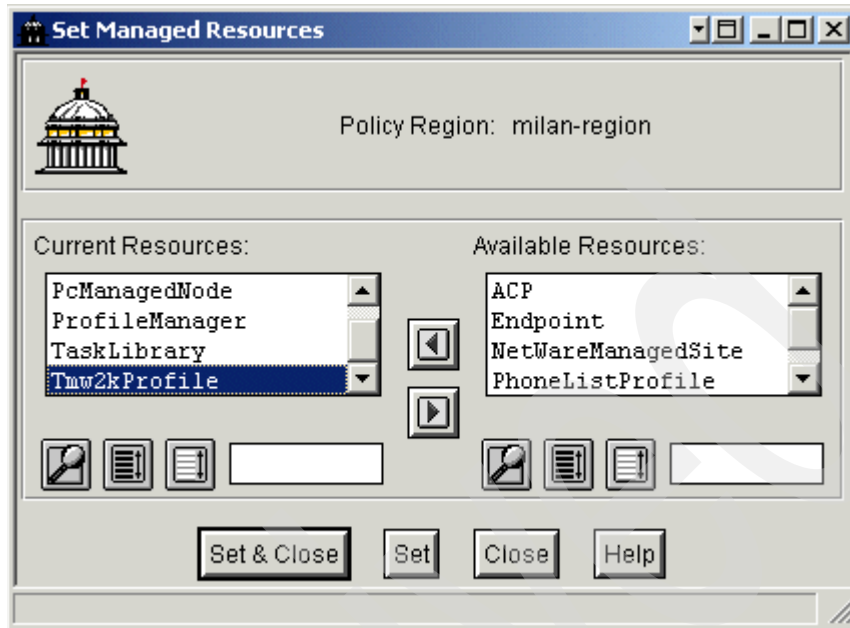 Set Managed Resources
Policy Region: milan-region
Current Resources:
PcManagedNode
ProfileManager
TaskLibrary
Tmw2kProfile
Available Resources:
ACP
Endpoint
NetWareManagedSite
PhoneListProfile
Set & Close
Set
Close
Help